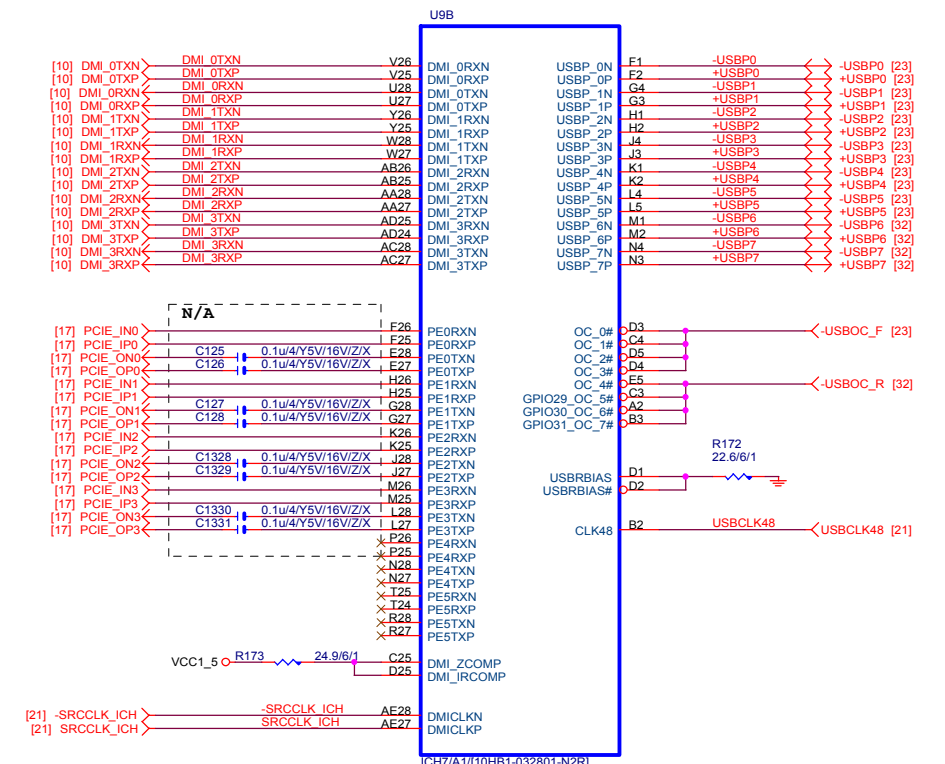 U9B
[10] DMI_0TXN DMI_0TXN V26 DMI_0RXN USBP_0N F1 -USBP0 -USBP0 [23]
[10] DMI_0TXP DMI_0TXP V25 DMI_0RXP USBP_0P F2 +USBP0 +USBP0 [23]
[10] DMI_0RXN DMI_0RXN U28 DMI_0TXN USBP_1N G4 -USBP1 -USBP1 [23]
[10] DMI_0RXP DMI_0RXP U27 DMI_0TXP USBP_1P G3 +USBP1 +USBP1 [23]
[10] DMI_1TXN DMI_1TXN Y26 DMI_1RXN USBP_2N H1 -USBP2 -USBP2 [23]
[10] DMI_1TXP DMI_1TXP Y25 DMI_1RXP USBP_2P H2 +USBP2 +USBP2 [23]
[10] DMI_1RXN DMI_1RXN W28 DMI_1TXN USBP_3N J4 -USBP3 -USBP3 [23]
[10] DMI_1RXP DMI_1RXP W27 DMI_1TXP USBP_3P J3 +USBP3 +USBP3 [23]
[10] DMI_2TXN DMI_2TXN AB26 DMI_2RXN USBP_4N K1 -USBP4 -USBP4 [23]
[10] DMI_2TXP DMI_2TXP AB25 DMI_2RXP USBP_4P K2 +USBP4 +USBP4 [23]
[10] DMI_2RXN DMI_2RXN AA28 DMI_2TXN USBP_5N L4 -USBP5 -USBP5 [23]
[10] DMI_2RXP DMI_2RXP AA27 DMI_2TXP USBP_5P L5 +USBP5 +USBP5 [23]
[10] DMI_3TXN DMI_3TXN AD25 DMI_3RXN USBP_6N M1 -USBP6 -USBP6 [32]
[10] DMI_3TXP DMI_3TXP AD24 DMI_3RXP USBP_6P M2 +USBP6 +USBP6 [32]
[10] DMI_3RXN DMI_3RXN AC28 DMI_3TXN USBP_7N N4 -USBP7 -USBP7 [32]
[10] DMI_3RXP DMI_3RXP AC27 DMI_3TXP USBP_7P N3 +USBP7 +USBP7 [32]
N/A
[17] PCIE_IN0 F26 PE0RXN OC_0# D3 -USBOC_F [23]
[17] PCIE_IP0 F25 PE0RXP OC_1# C4
[17] PCIE_ON0 C125 0.1u/4/Y5V/16V/Z/X E28 PE0TXN OC_2# D5
[17] PCIE_OP0 C126 0.1u/4/Y5V/16V/Z/X E27 PE0TXP OC_3# D4
[17] PCIE_IN1 H26 PE1RXN OC_4# E5 -USBOC_R [32]
[17] PCIE_IP1 H25 PE1RXP GPIO29_OC_5# C3
[17] PCIE_ON1 C127 0.1u/4/Y5V/16V/Z/X G28 PE1TXN GPIO30_OC_6# A2
[17] PCIE_OP1 C128 0.1u/4/Y5V/16V/Z/X G27 PE1TXP GPIO31_OC_7# B3
[17] PCIE_IN2 K26 PE2RXN
[17] PCIE_IP2 K25 PE2RXP R172
[17] PCIE_ON2 C1328 0.1u/4/Y5V/16V/Z/X J28 PE2TXN 22.6/6/1
[17] PCIE_OP2 C1329 0.1u/4/Y5V/16V/Z/X J27 PE2TXP USBRBIAS D1
[17] PCIE_IN3 M26 PE3RXN USBRBIAS# D2
[17] PCIE_IP3 M25 PE3RXP
[17] PCIE_ON3 C1330 0.1u/4/Y5V/16V/Z/X L28 PE3TXN
[17] PCIE_OP3 C1331 0.1u/4/Y5V/16V/Z/X L27 PE3TXP CLK48 B2 USBCLK48 USBCLK48 [21]
P26 PE4RXN
P25 PE4RXP
N28 PE4TXN
N27 PE4TXP
T25 PE5RXN
T24 PE5RXP
R28 PE5TXN
R27 PE5TXP
VCC1_5 R173 24.9/6/1 C25 DMI_ZCOMP
D25 DMI_IRCOMP
[21] -SRCCLK_ICH -SRCCLK_ICH AE28 DMICLKN
[21] SRCCLK_ICH SRCCLK_ICH AE27 DMICLKP
ICH7/A1/[10HB1-032801-N2R]